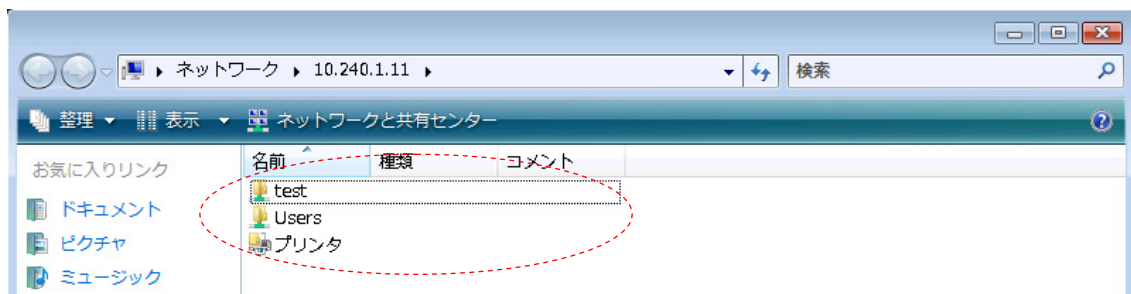 ネットワーク 10.240.1.11 検索
整理 表示 ネットワークと共有センター
お気に入りリンク
ドキュメント
ピクチャ
ミュージック
名前 種類 コメント
test
Users
プリンタ